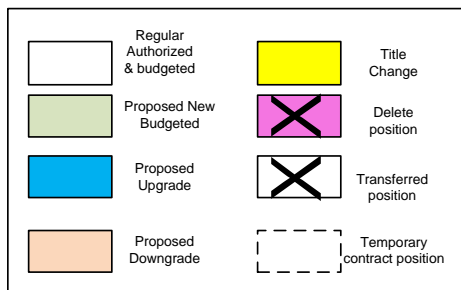 Regular
Authorized
& budgeted
Title
Change
Proposed New
Budgeted
Delete
position
Proposed
Upgrade
Transferred
position
Proposed
Downgrade
Temporary
contract position